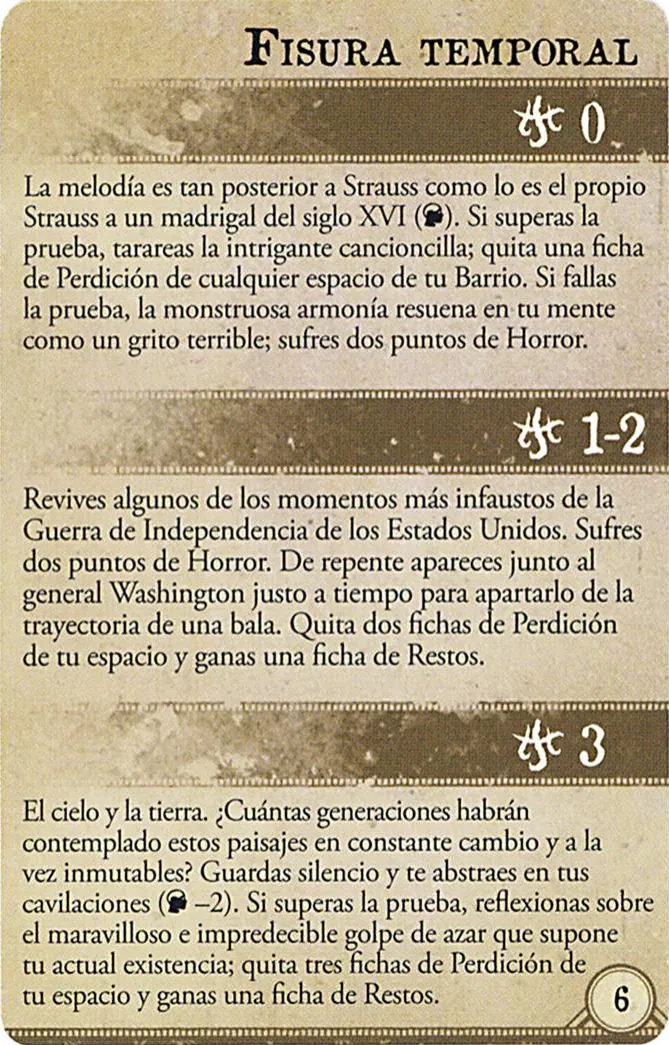 FISURA TEMPORAL
0
La melodía es tan posterior a Strauss como lo es el propio
Strauss a un madrigal del siglo XVI (). Si superas la
prueba, tarareas la intrigante cancioncilla; quita una ficha
de Perdición de cualquier espacio de tu Barrio. Si fallas
la prueba, la monstruosa armonía resuena en tu mente
como un grito terrible; sufres dos puntos de Horror.
1-2
Revives algunos de los momentos más infaustos de la
Guerra de Independencia de los Estados Unidos. Sufres
dos puntos de Horror. De repente apareces junto al
general Washington justo a tiempo para apartarlo de la
trayectoria de una bala. Quita dos fichas de Perdición
de tu espacio y ganas una ficha de Restos.
3
El cielo y la tierra. ¿Cuántas generaciones habrán
contemplado estos paisajes en constante cambio y a la
vez inmutables? Guardas silencio y te abstraes en tus
cavilaciones ( –2). Si superas la prueba, reflexionas sobre
el maravilloso e impredecible golpe de azar que supone
tu actual existencia; quita tres fichas de Perdición de
tu espacio y ganas una ficha de Restos.
6